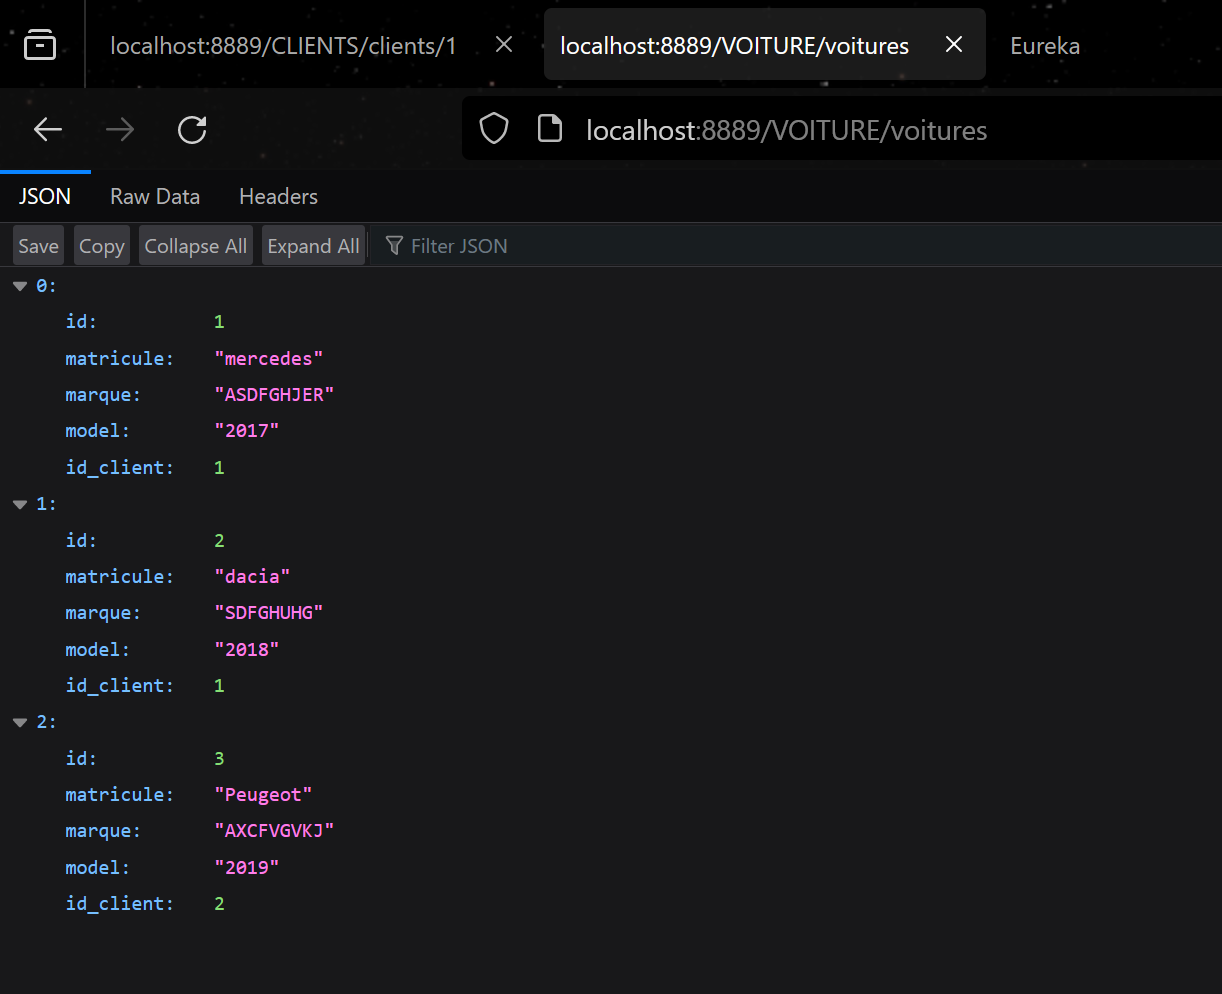 localhost:8889/CLIENTS/clients/1 localhost:8889/VOITURE/voitures Eureka
localhost:8889/VOITURE/voitures
JSON Raw Data Headers
Save Copy Collapse All Expand All Filter JSON
0:
id: 1
matricule: "mercedes"
marque: "ASDFGHJER"
model: "2017"
id_client: 1
1:
id: 2
matricule: "dacia"
marque: "SDFGHUHG"
model: "2018"
id_client: 1
2:
id: 3
matricule: "Peugeot"
marque: "AXCFVGVKJ"
model: "2019"
id_client: 2